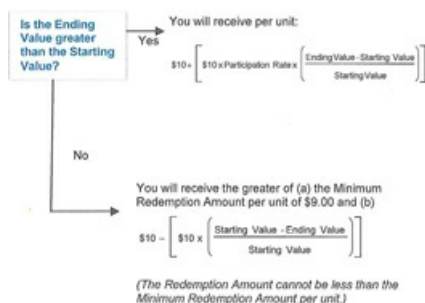 Is the Ending
Value greater
than the Starting
Value?
Yes
You will receive per unit:
$10+ [ $10 x Participation Rate x ( Ending Value - Starting Value
Starting Value ) ]
No
You will receive the greater of (a) the Minimum
Redemption Amount per unit of $9.00 and (b)
$10 – [ $10 x ( Starting Value - Ending Value
Starting Value ) ]
(The Redemption Amount cannot be less than the
Minimum Redemption Amount per unit.)